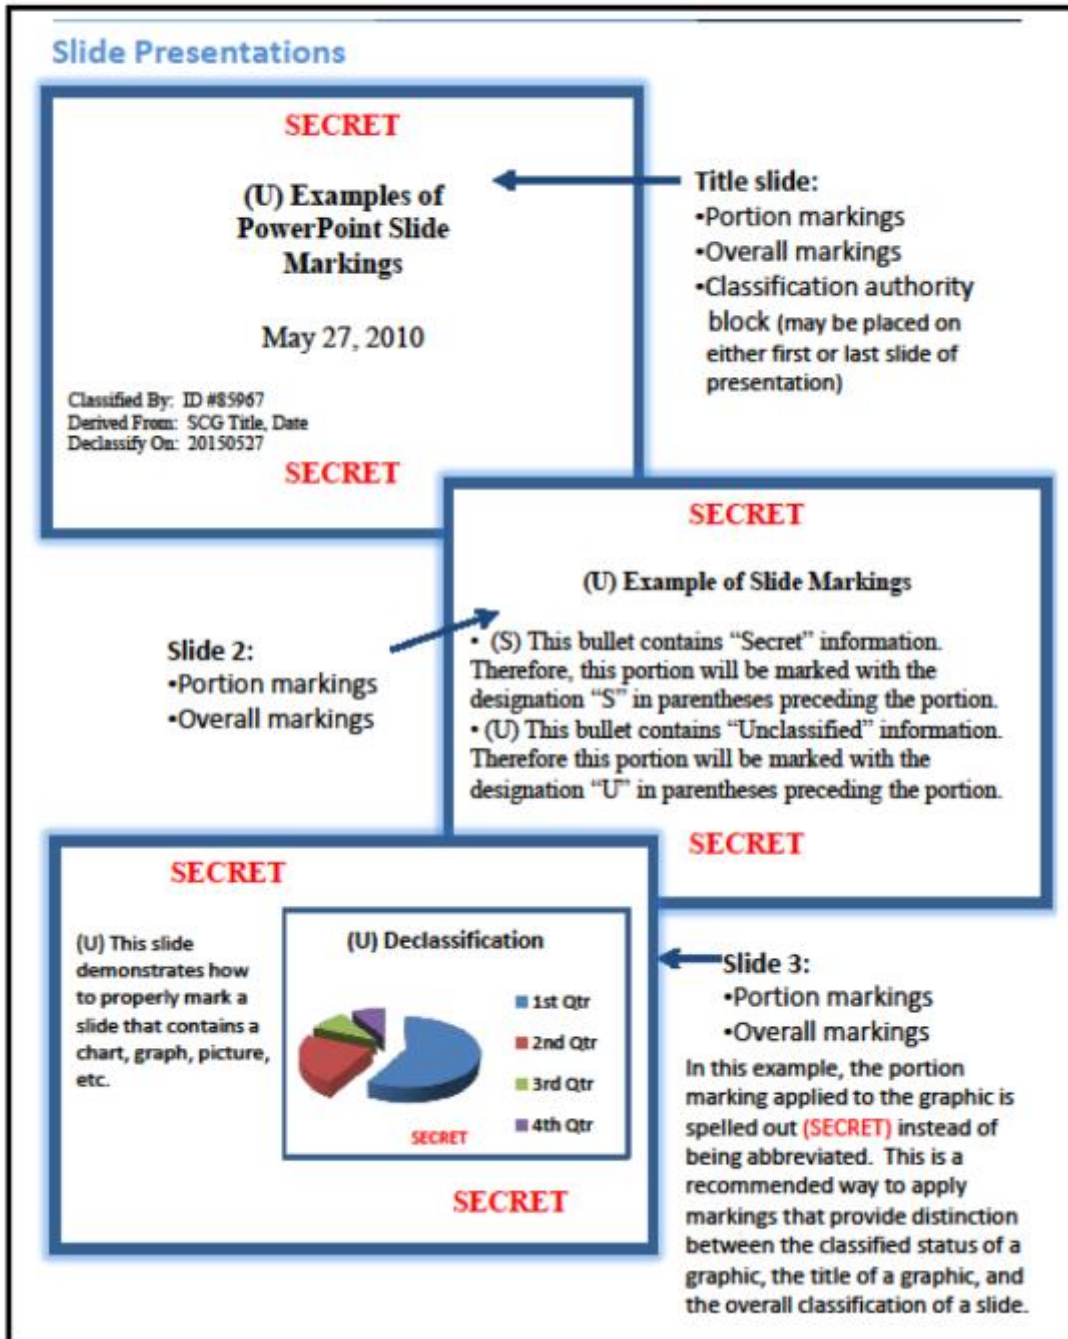 Slide Presentations
SECRET
(U) Examples of
PowerPoint Slide
Markings
May 27, 2010
Classified By: ID #85967
Derived From: SCG Title, Date
Declassify On: 20150527
SECRET
Title slide:
•Portion markings
•Overall markings
•Classification authority
block (may be placed on
either first or last slide of
presentation)
SECRET
(U) Example of Slide Markings
• (S) This bullet contains “Secret” information.
Therefore, this portion will be marked with the
designation “S” in parentheses preceding the portion.
• (U) This bullet contains “Unclassified” information.
Therefore this portion will be marked with the
designation “U” in parentheses preceding the portion.
SECRET
Slide 2:
•Portion markings
•Overall markings
SECRET
(U) This slide
demonstrates how
to properly mark a
slide that contains a
chart, graph, picture,
etc.
(U) Declassification
1st Qtr
2nd Qtr
3rd Qtr
4th Qtr
SECRET
SECRET
Slide 3:
•Portion markings
•Overall markings
In this example, the portion
marking applied to the graphic is
spelled out (SECRET) instead of
being abbreviated. This is a
recommended way to apply
markings that provide distinction
between the classified status of a
graphic, the title of a graphic, and
the overall classification of a slide.